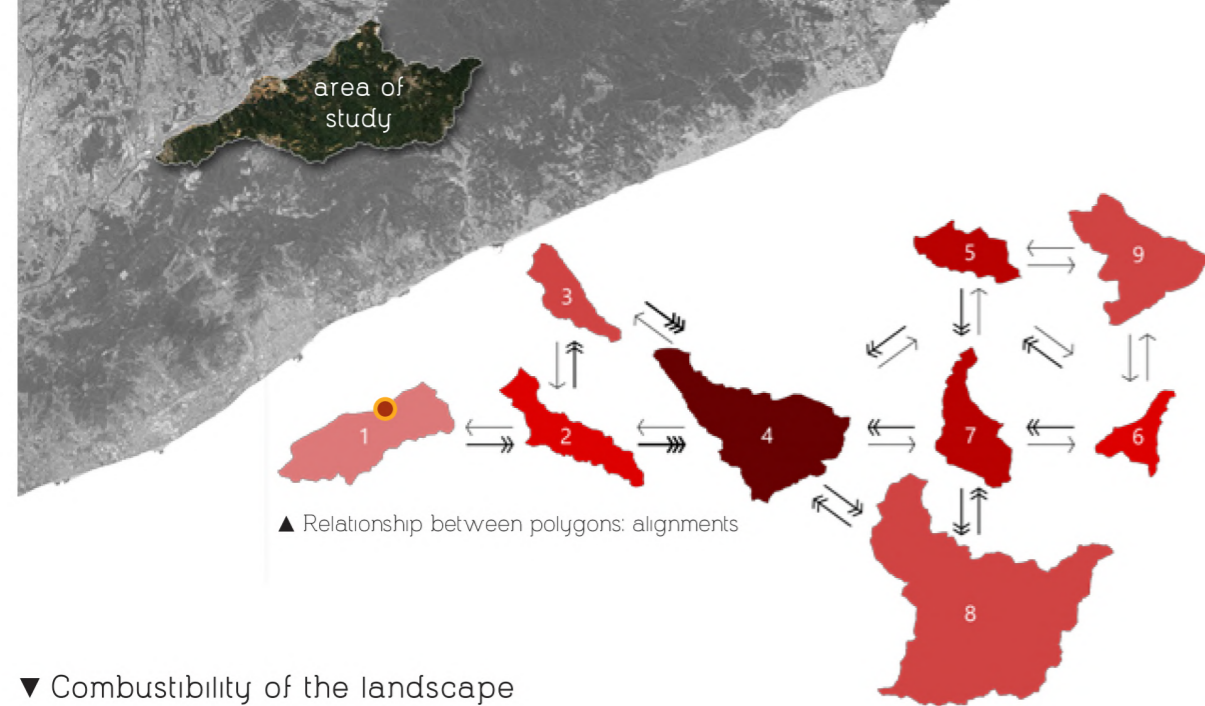 area of
study
5
9
3
1
2
4
7
6
▲ Relationship between polygons: alignments
8
▼ Combustibility of the landscape